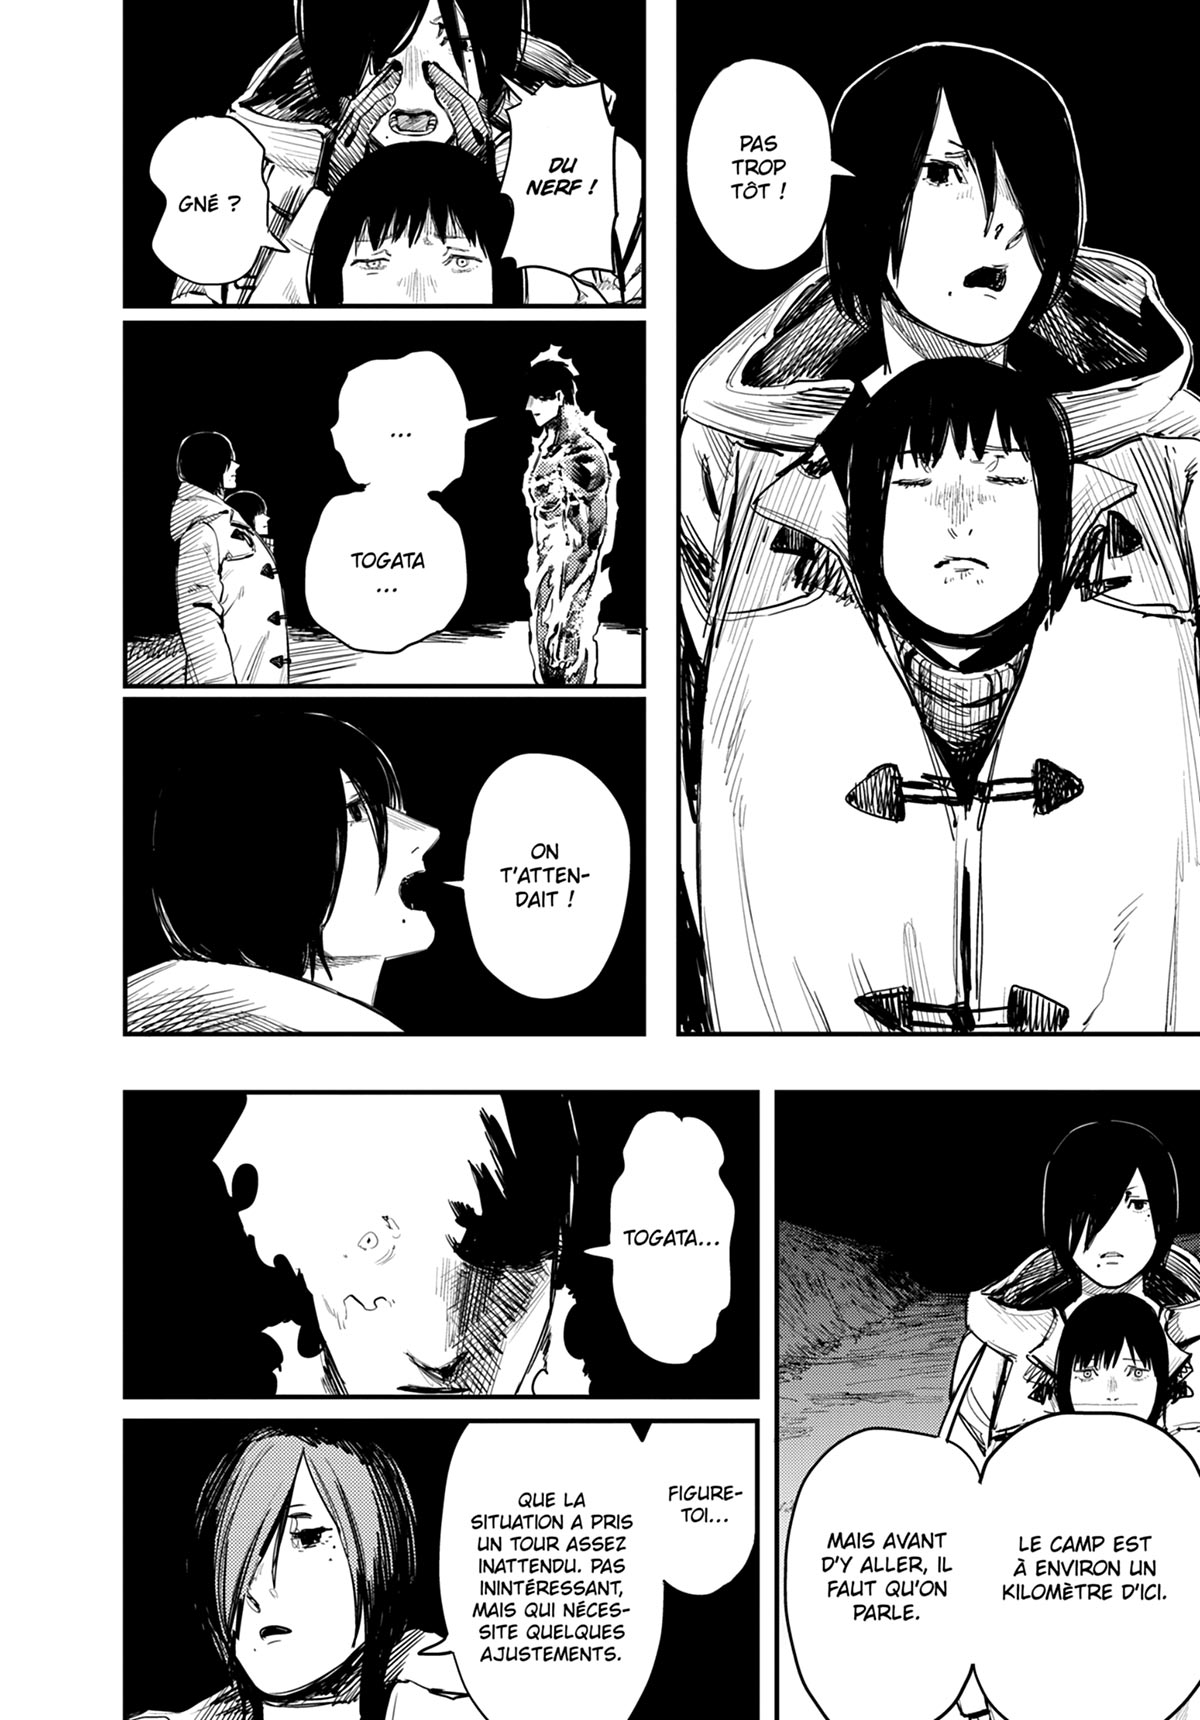 PAS
TROP
TÔT !
DU
NERF !
GNÉ ?
...
TOGATA
...
ON
T'ATTEN-
DAIT !
LE CAMP EST
À ENVIRON UN
KILOMÈTRE D'ICI.
MAIS AVANT
D'Y ALLER, IL
FAUT QU'ON
PARLE.
TOGATA...
FIGURE-
TOI...
QUE LA
SITUATION A PRIS
UN TOUR ASSEZ
INATTENDU. PAS
ININTÉRESSANT,
MAIS QUI NÉCES-
SITE QUELQUES
AJUSTEMENTS.